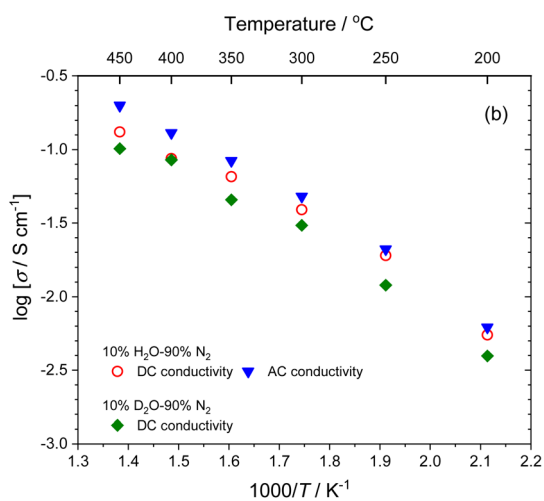 Temperature / °C
450 400 350 300 250 200
(b)
-0.5
-1.0
-1.5
-2.0
-2.5
-3.0
log [σ / S cm⁻¹]
10% H₂O-90% N₂
DC conductivity AC conductivity
10% D₂O-90% N₂
DC conductivity
1.3 1.4 1.5 1.6 1.7 1.8 1.9 2.0 2.1 2.2
1000/T / K⁻¹